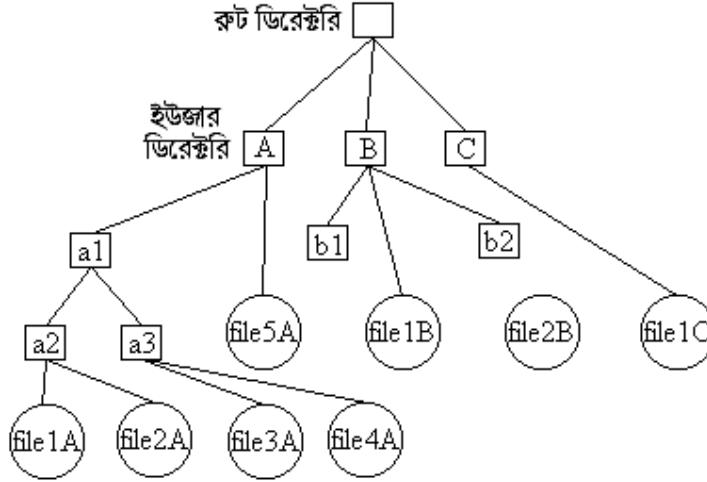 রুট ডিরেক্টরি
ইউজার
ডিরেক্টরি
A
B
C
a1
b1
b2
a2
a3
file5A
file1B
file2B
file1C
file1A
file2A
file3A
file4A